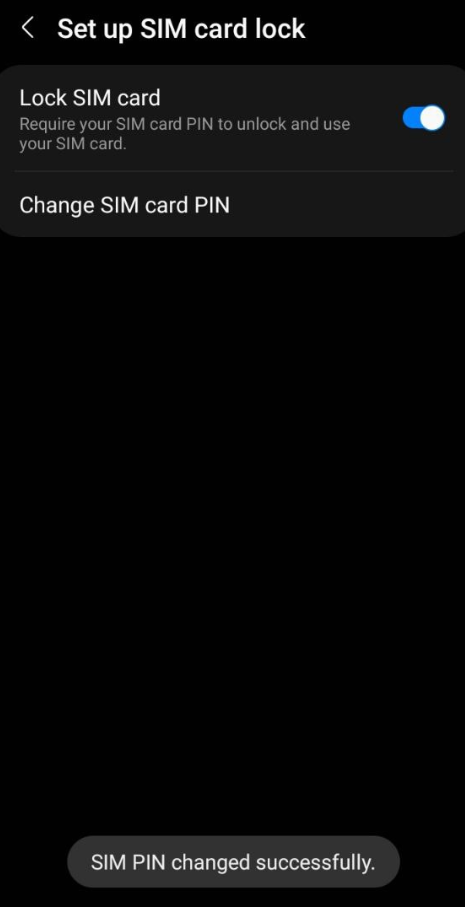 Set up SIM card lock
Lock SIM card
Require your SIM card PIN to unlock and use
your SIM card.
Change SIM card PIN
SIM PIN changed successfully.